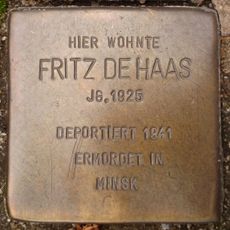 HIER WOHNTE
FRITZ DE HAAS
JG. 1925
DEPORTIERT 1941
ERMORDET IN
MINSK